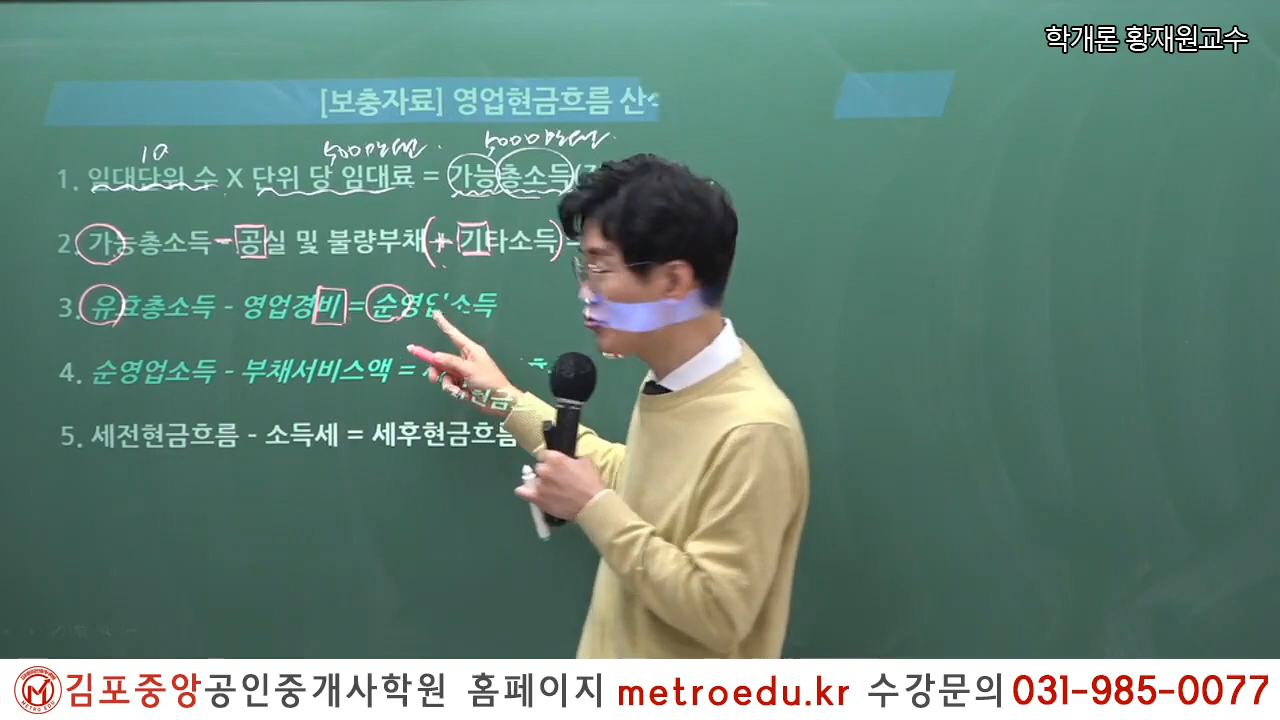 학개론 황재원교수
[보충자료] 영업현금흐름 산
10 500만원. 5000만원.
1. 임대단위 수 X 단위 당 임대료 = 가능총소득(
2. 가능총소득 - 공실 및 불량부채(+ 기타소득) =
3. 유효총소득 - 영업경비 = 순영업소득
4. 순영업소득 - 부채서비스액 =
5. 세전현금흐름 - 소득세 = 세후현금흐름
METRO EDU
김포중앙공인중개사학원 홈페이지 metroedu.kr 수강문의 031-985-0077